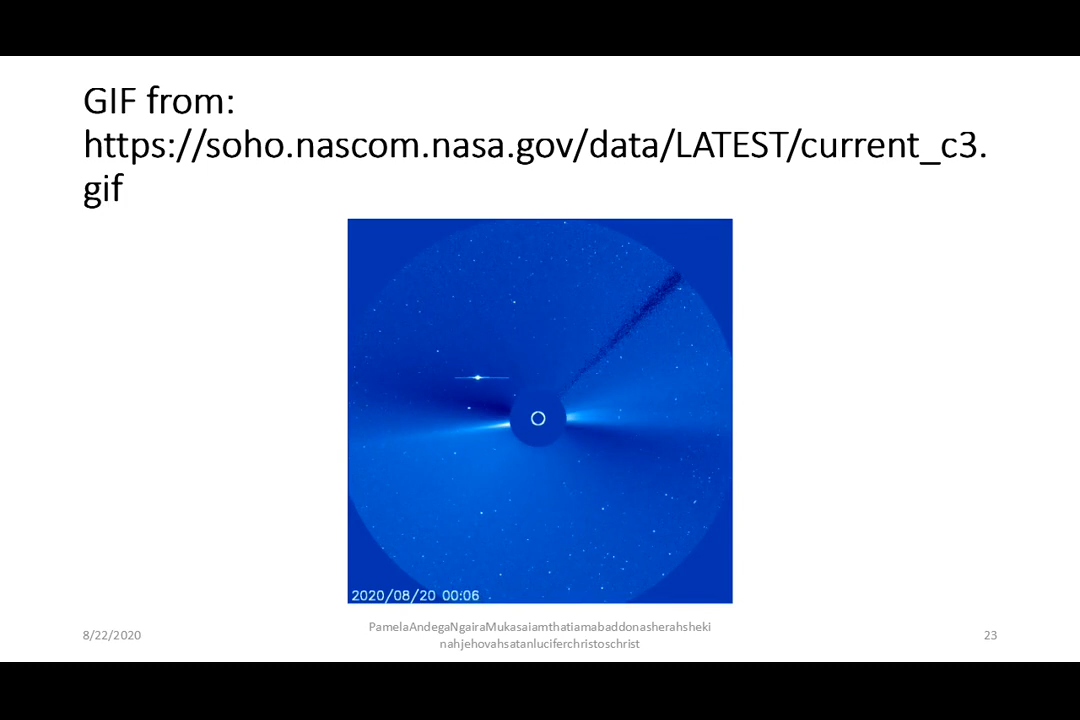 GIF from:
https://soho.nascom.nasa.gov/data/LATEST/current_c3.
gif
2020/08/20 00:06
8/22/2020
PamelaAndegaNgairaMukasaiamthatiamabaddonasherahsheki
nahjehovahsatanluciferchristoschrist
23